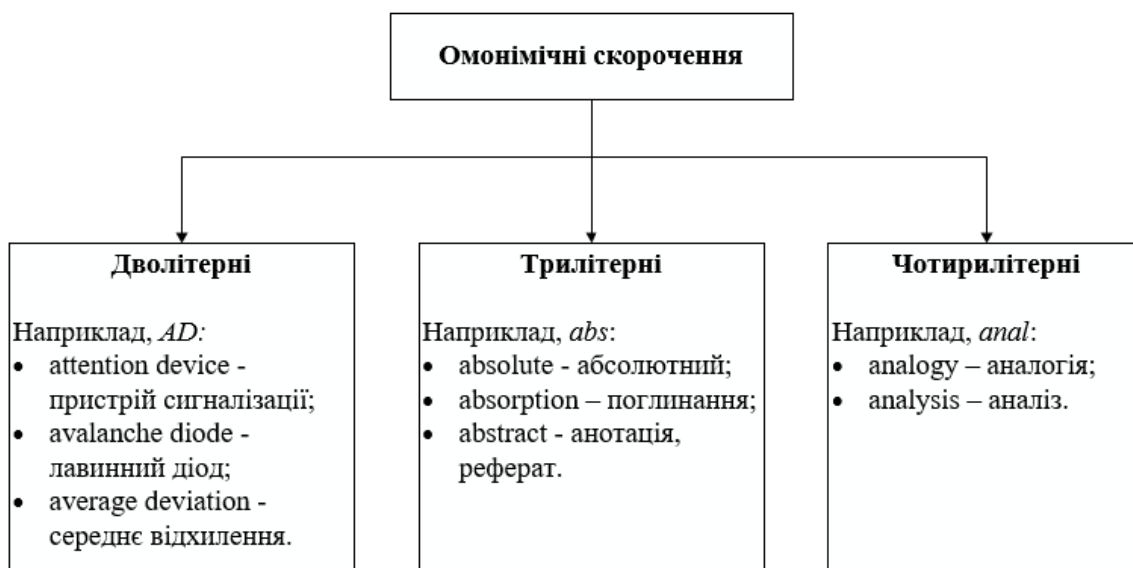 Омонімічні скорочення
Дволітерні
Наприклад, AD:
• attention device -
пристрій сигналізації;
• avalanche diode -
лавинний діод;
• average deviation -
середнє відхилення.
Трилітерні
Наприклад, abs:
• absolute - абсолютний;
• absorption – поглинання;
• abstract - анотація,
реферат.
Чотирилітерні
Наприклад, anal:
• analogy – аналогія;
• analysis – аналіз.